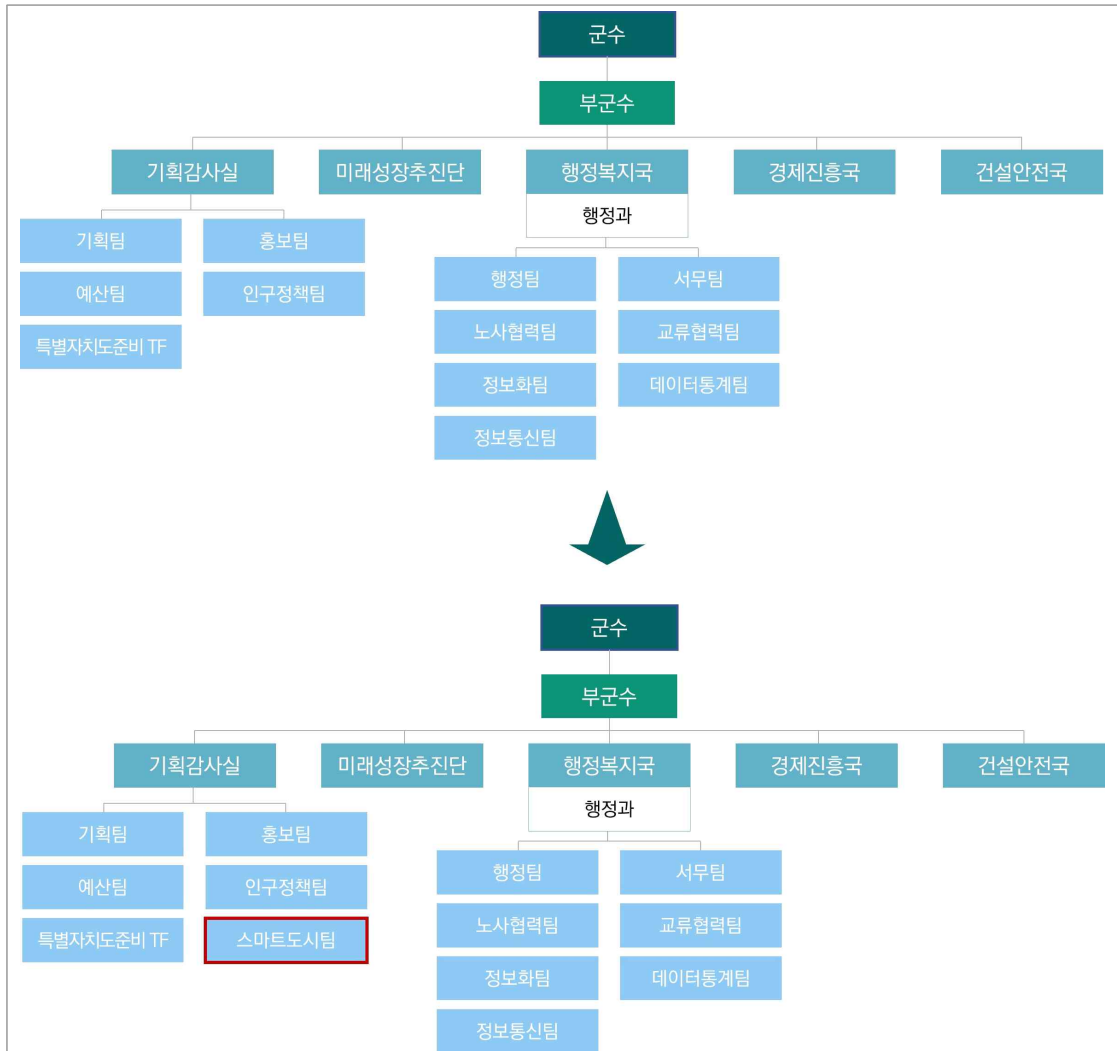 군수
부군수
기획감사실 미래성장추진단 행정복지국 경제진흥국 건설안전국
행정과
기획팀 홍보팀
행정팀 서무팀
예산팀 인구정책팀
노사협력팀 교류협력팀
특별자치도준비 TF
정보화팀 데이터통계팀
정보통신팀
군수
부군수
기획감사실 미래성장추진단 행정복지국 경제진흥국 건설안전국
행정과
기획팀 홍보팀
행정팀 서무팀
예산팀 인구정책팀
노사협력팀 교류협력팀
특별자치도준비 TF 스마트도시팀
정보화팀 데이터통계팀
정보통신팀